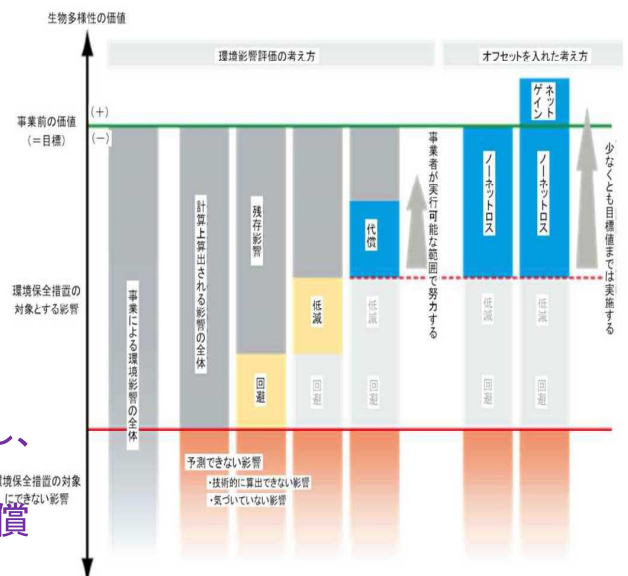 生物多様性の価値
環境影響評価の考え方
オフセットを入れた考え方
事業前の価値
(＝目標)
(＋)
(－)
環境保全措置の
対象とする影響
環境保全措置の対象
にできない影響
し、
償
事業による環境影響の全体
計算上算出される影響の全体
残存影響
回避
低減
回避
代償
低減
回避
事業者が実行可能な範囲で努力する
ノーネットロス
低減
回避
ネット
ゲイン
ノーネットロス
低減
回避
少なくとも目標値までは実施する
予測できない影響
・技術的に算出できない影響
・気づいていない影響